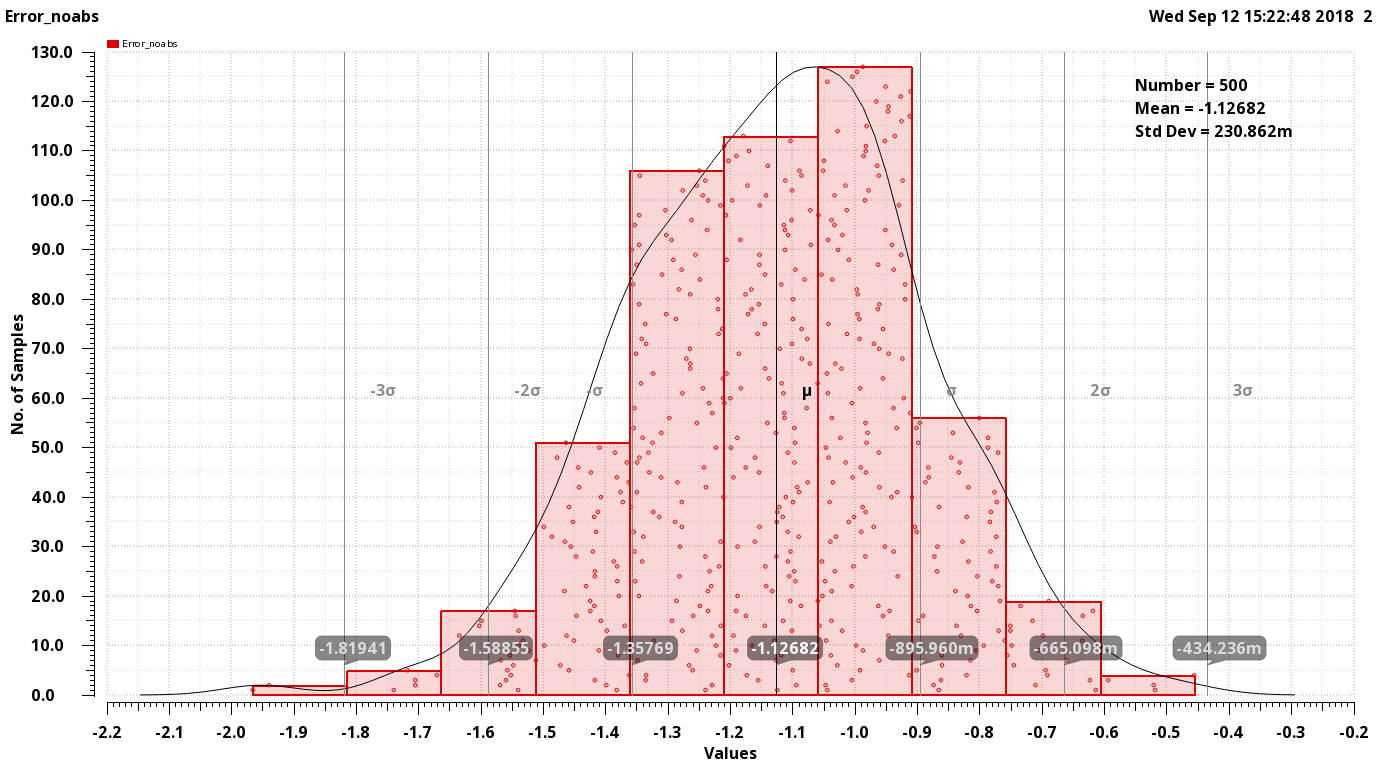 Error_noabs
Wed Sep 12 15:22:48 2018 2
Error_noabs
130.0
120.0
110.0
100.0
90.0
80.0
70.0
60.0
50.0
40.0
30.0
20.0
10.0
0.0
No. of Samples
Number = 500
Mean = -1.12682
Std Dev = 230.862m
-3σ
-2σ
-σ
μ
σ
2σ
3σ
-1.81941
-1.58855
-1.35769
-1.12682
-895.960m
-665.098m
-434.236m
-2.2 -2.1 -2.0 -1.9 -1.8 -1.7 -1.6 -1.5 -1.4 -1.3 -1.2 -1.1 -1.0 -0.9 -0.8 -0.7 -0.6 -0.5 -0.4 -0.3 -0.2
Values